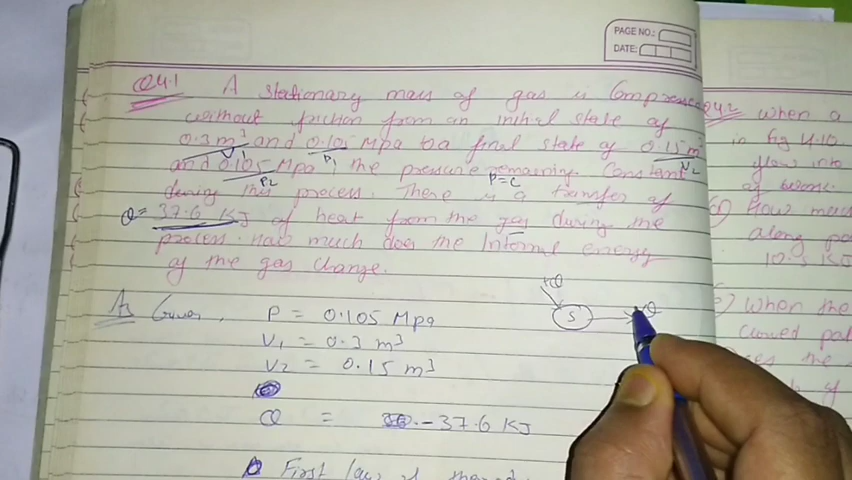 PAGE NO.:
DATE:
Q4.1 A stationary mass of gas is Compressed
without friction from an initial state of
0.3 m³ and 0.105 MPa to a final state of 0.15 m³
V1 P1 V2
and 0.105 MPa, the pressure remaining Constant
P2 P=C
during the process. There is a transfer of
Q= 37.6 KJ of heat from the gas during the
process. how much does the Internal energy
of the gas change.
+Q
S Q
As Given, P = 0.105 MPa
V1 = 0.3 m³
V2 = 0.15 m³
Q = -37.6 KJ
First law of
Q4.2 When a
in fig 4.10
flow into
of work.
How much
along pa
10.5 KJ
When the
curved pa